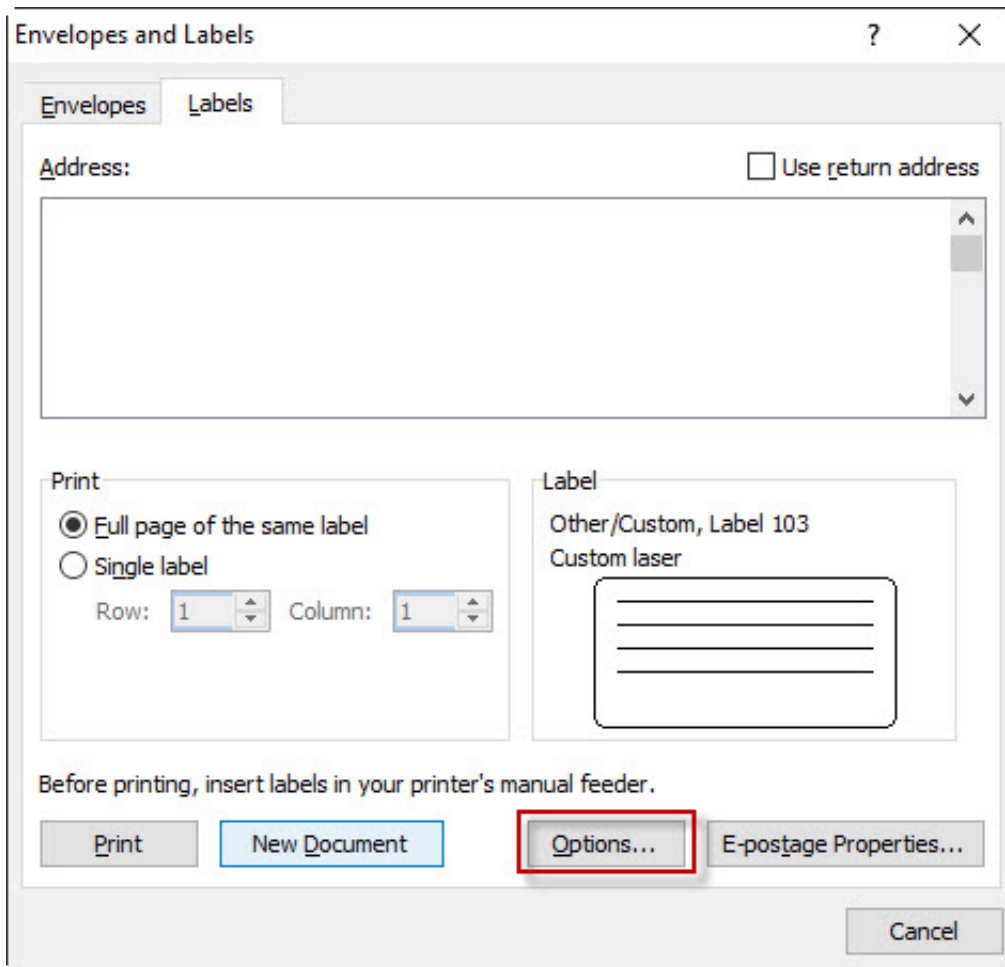 Envelopes and Labels ?
Envelopes Labels
Address: Use return address
Print
Full page of the same label
Single label
Row: 1 Column: 1
Label
Other/Custom, Label 103
Custom laser
Before printing, insert labels in your printer's manual feeder.
Print New Document Options... E-postage Properties...
Cancel